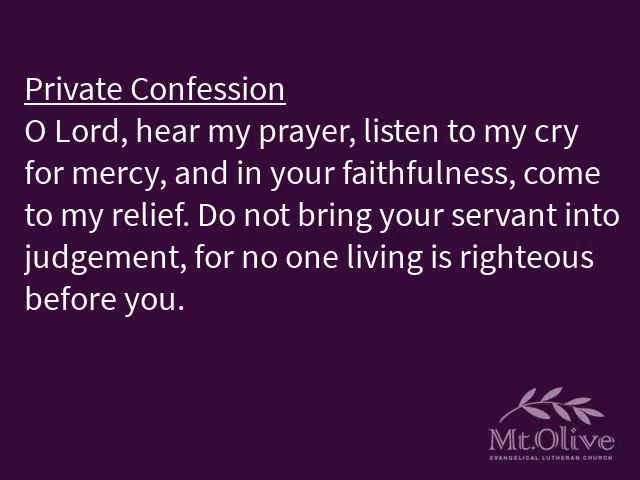 Private Confession
O Lord, hear my prayer, listen to my cry
for mercy, and in your faithfulness, come
to my relief. Do not bring your servant into
judgement, for no one living is righteous
before you.
Mt.Olive
EVANGELICAL LUTHERAN CHURCH